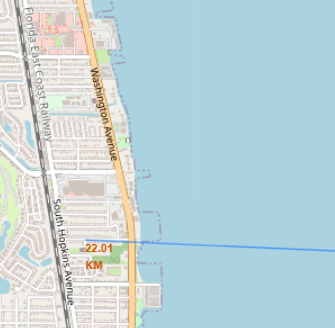 Florida East Coast Railway
Washington Avenue
South Hopkins Avenue
22.01
KM